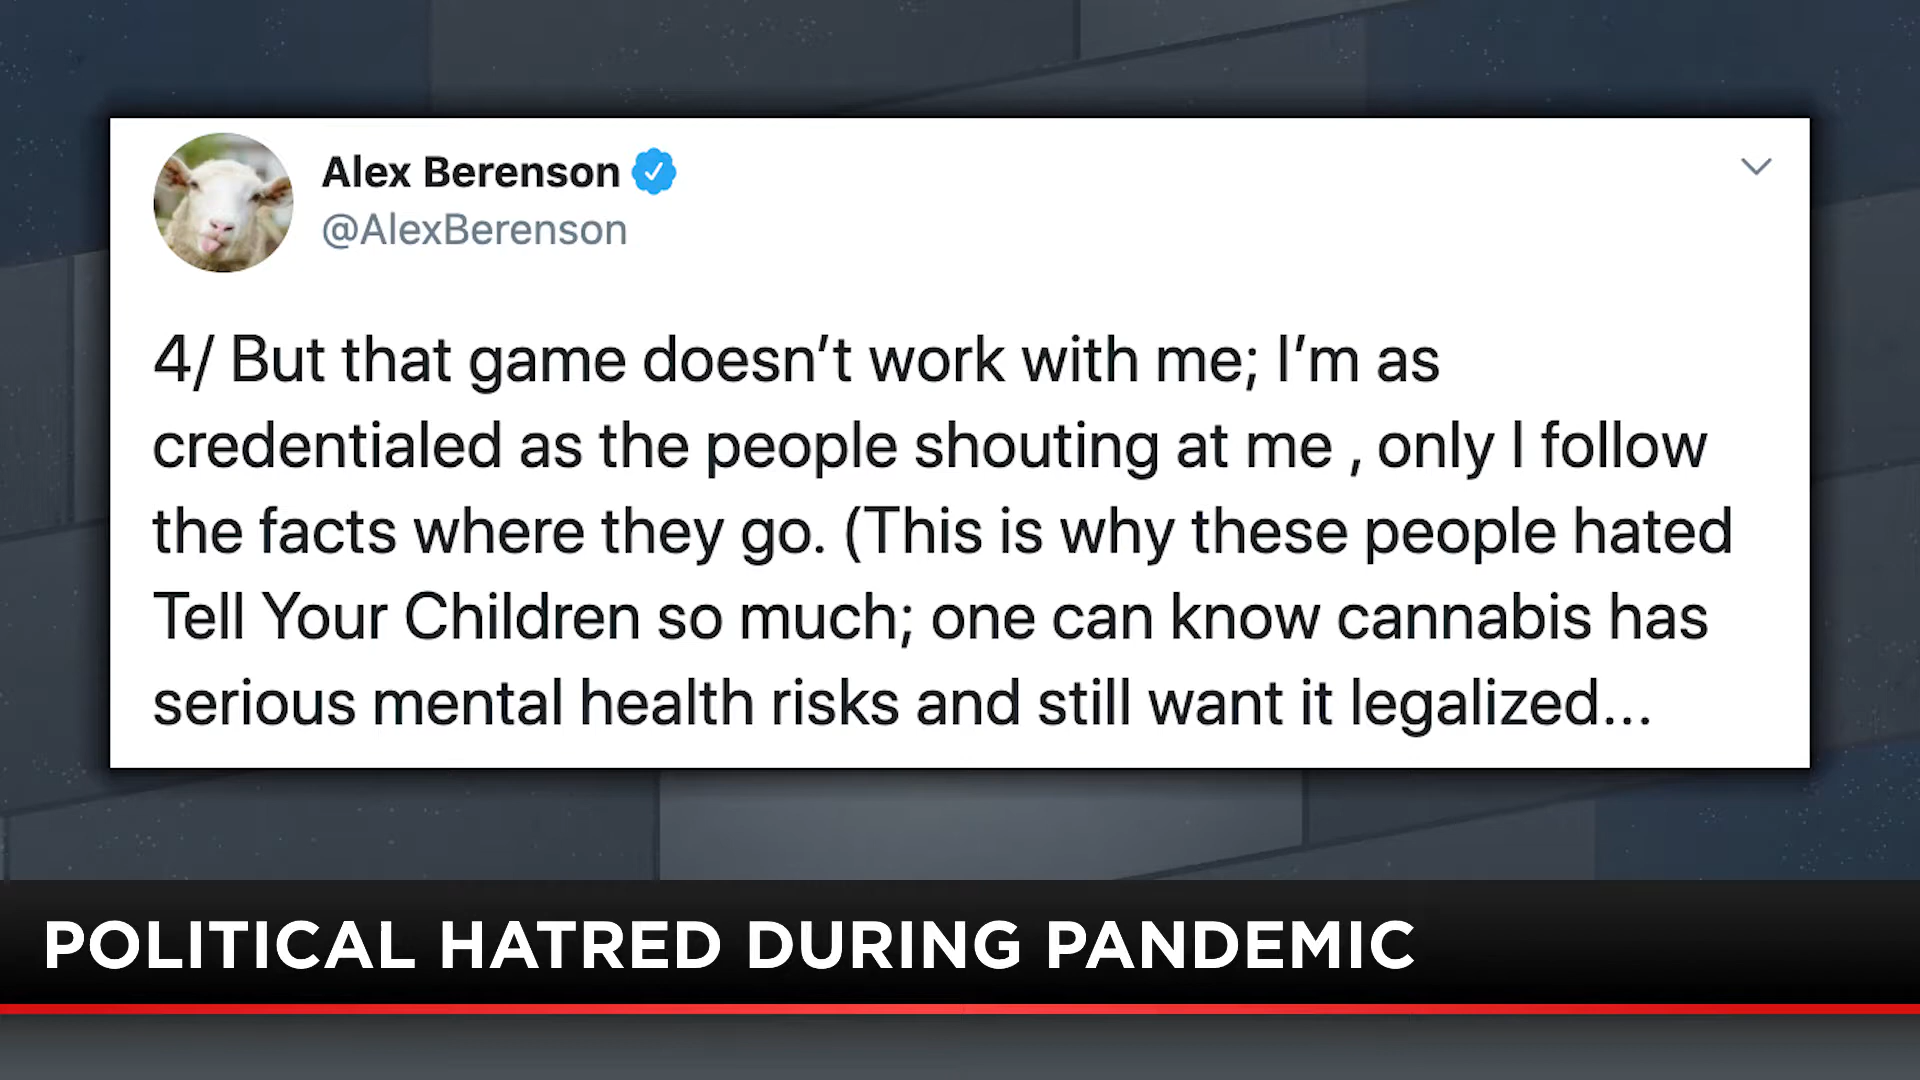 Alex Berenson
@AlexBerenson
4/ But that game doesn’t work with me; I’m as
credentialed as the people shouting at me , only I follow
the facts where they go. (This is why these people hated
Tell Your Children so much; one can know cannabis has
serious mental health risks and still want it legalized...
POLITICAL HATRED DURING PANDEMIC